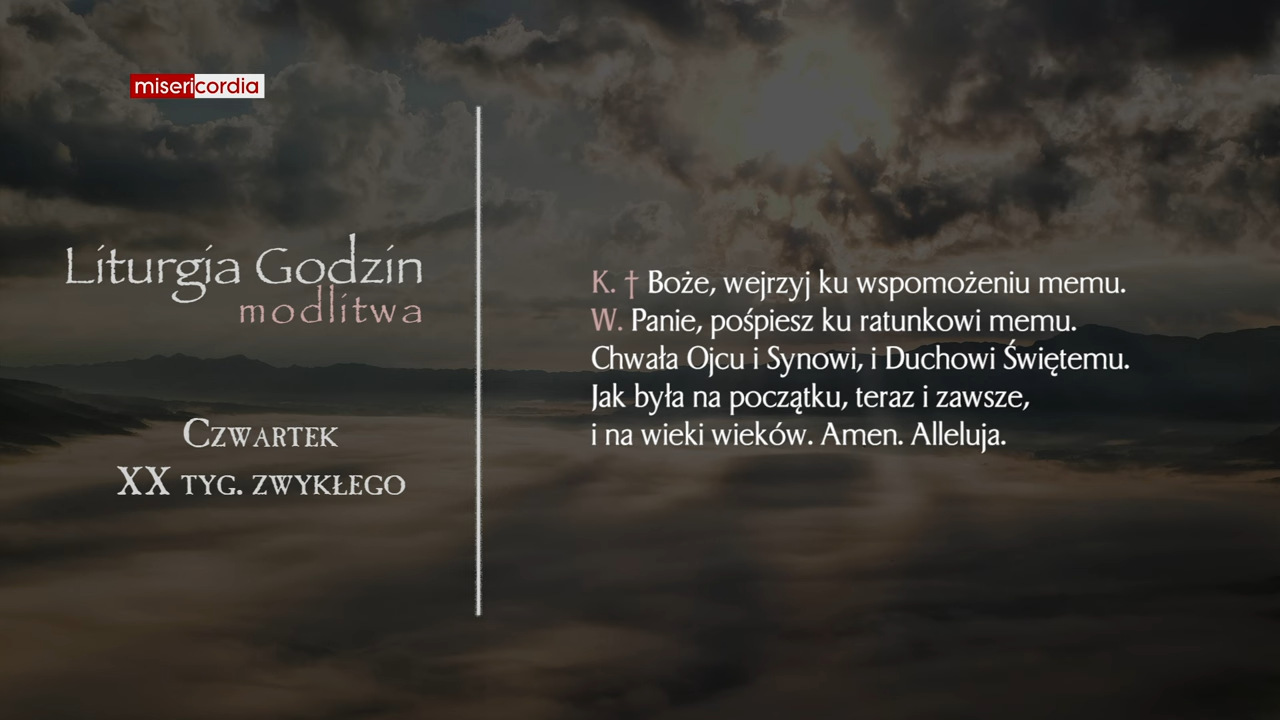 misericordia
Liturgia Godzin
modlitwa
Czwartek
XX tyg. zwykłego
K. † Boże, wejrzyj ku wspomożeniu memu.
W. Panie, pośpiesz ku ratunkowi memu.
Chwała Ojcu i Synowi, i Duchowi Świętemu.
Jak była na początku, teraz i zawsze,
i na wieki wieków. Amen. Alleluja.